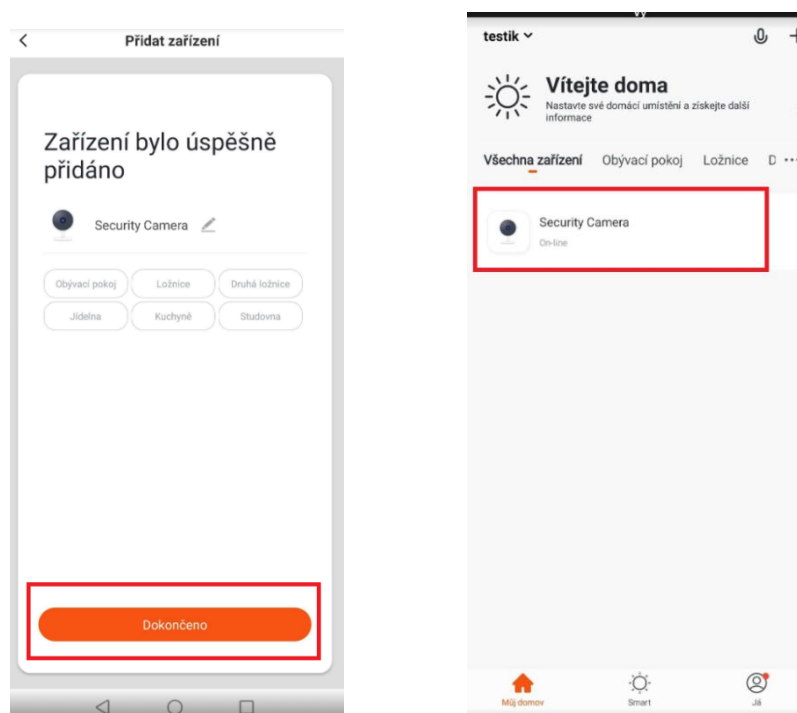 Přidat zařízení
Zařízení bylo úspěšně
přidáno
Security Camera
Obývací pokoj
Ložnice
Druhá ložnice
Jídelna
Kuchyně
Studovna
Dokončeno
testik
Vítejte doma
Nastavte své domácí umístění a získejte další
informace
Všechna zařízení
Obývací pokoj
Ložnice
D
Security Camera
On-line
Můj domov
Smart
Já